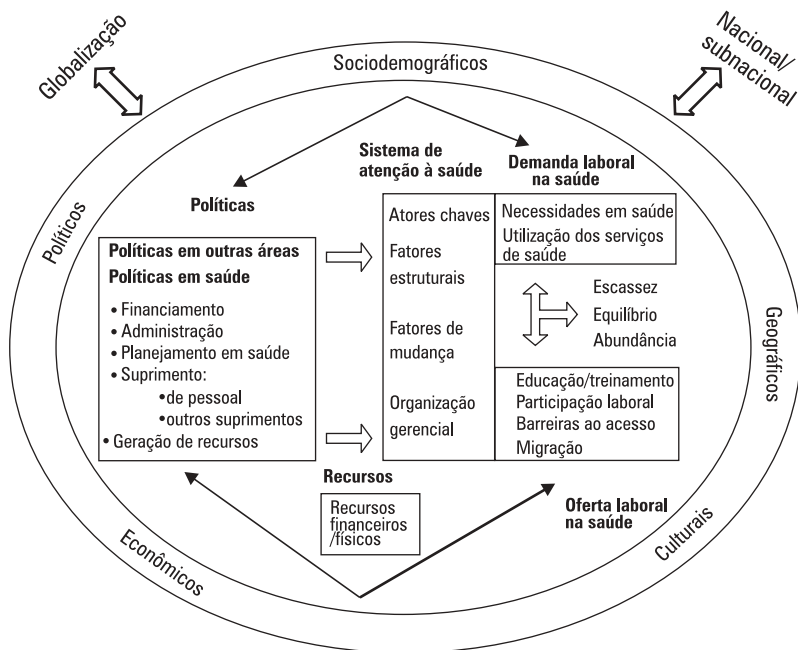 Globalização
Nacional/
subnacional
Sociodemográficos
Políticos
Geográficos
Econômicos
Culturais
Políticas
Políticas em outras áreas
Políticas em saúde
• Financiamento
• Administração
• Planejamento em saúde
• Suprimento:
•de pessoal
•outros suprimentos
• Geração de recursos
Sistema de
atenção à saúde
Atores chaves
Fatores
estruturais
Fatores de
mudança
Organização
gerencial
Demanda laboral
na saúde
Necessidades em saúde
Utilização dos serviços
de saúde
Escassez
Equilíbrio
Abundância
Educação/treinamento
Participação laboral
Barreiras ao acesso
Migração
Oferta laboral
na saúde
Recursos
Recursos
financeiros
/físicos